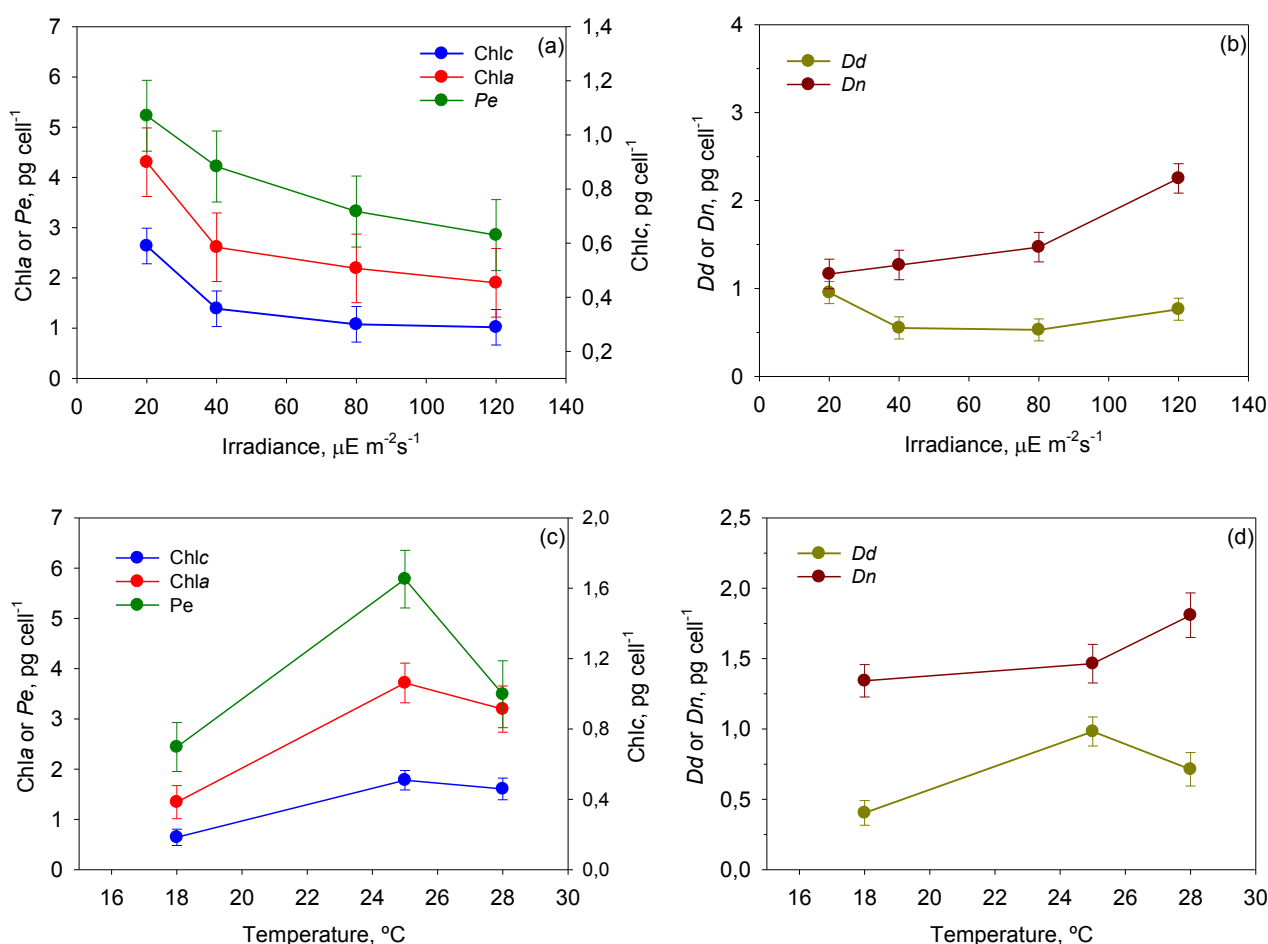 (a)
Chlc
Chla
Pe
Chla or Pe, pg cell-1
7
6
5
4
3
2
1
0
1,4
1,2
1,0
0,8
0,6
0,4
0,2
Chlc, pg cell-1
0 20 40 60 80 100 120 140
Irradiance, μE m-2s-1
(b)
Dd
Dn
Dd or Dn, pg cell-1
4
3
2
1
0
0 20 40 60 80 100 120 140
Irradiance, μE m-2s-1
(c)
Chlc
Chla
Pe
Chla or Pe, pg cell-1
7
6
5
4
3
2
1
0
2,0
1,6
1,2
0,8
0,4
0,0
Chlc, pg cell-1
16 18 20 22 24 26 28 30
Temperature, ºC
(d)
Dd
Dn
Dd or Dn, pg cell-1
2,5
2,0
1,5
1,0
0,5
0,0
16 18 20 22 24 26 28 30
Temperature, ºC